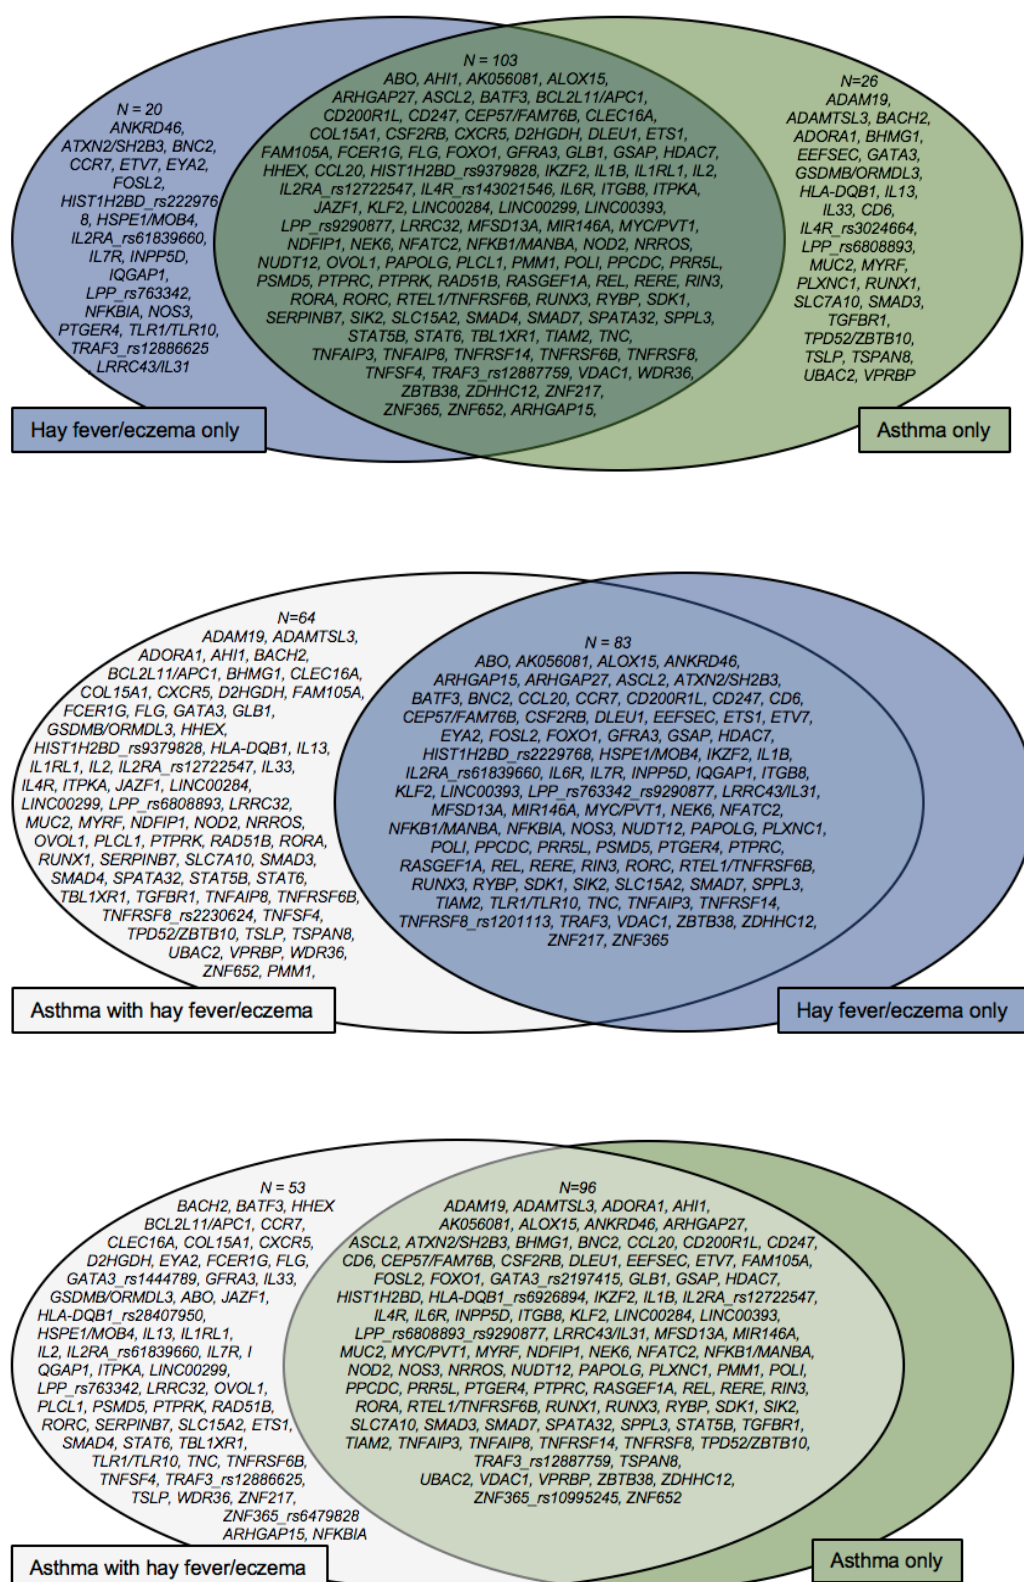 N = 20
ANKRD46,
ATXN2/SH2B3, BNC2,
CCR7, ETV7, EYA2,
FOSL2,
HIST1H2BD_rs222976
8, HSPE1/MOB4,
IL2RA_rs61839660,
IL7R, INPP5D,
IQGAP1,
LPP_rs763342,
NFKBIA, NOS3,
PTGER4, TLR1/TLR10,
TRAF3_rs12886625
LRRC43/IL31
Hay fever/eczema only
N = 103
ABO, AHI1, AK056081, ALOX15,
ARHGAP27, ASCL2, BATF3, BCL2L11/APC1,
CD200R1L, CD247, CEP57/FAM76B, CLEC16A,
COL15A1, CSF2RB, CXCR5, D2HGDH, DLEU1, ETS1,
FAM105A, FCER1G, FLG, FOXO1, GFRA3, GLB1, GSAP, HDAC7,
HHEX, CCL20, HIST1H2BD_rs9379828, IKZF2, IL1B, IL1RL1, IL2,
IL2RA_rs12722547, IL4R_rs143021546, IL6R, ITGB8, ITPKA,
JAZF1, KLF2, LINC00284, LINC00299, LINC00393,
LPP_rs9290877, LRRC32, MFSD13A, MIR146A, MYC/PVT1,
NDFIP1, NEK6, NFATC2, NFKB1/MANBA, NOD2, NRROS,
NUDT12, OVOL1, PAPOLG, PLCL1, PMM1, POLI, PPCDC, PRR5L,
PSMD5, PTPRC, PTPRK, RAD51B, RASGEF1A, REL, RERE, RIN3,
RORA, RORC, RTEL1/TNFRSF6B, RUNX3, RYBP, SDK1,
SERPINB7, SIK2, SLC15A2, SMAD4, SMAD7, SPATA32, SPPL3,
STAT5B, STAT6, TBL1XR1, TIAM2, TNC,
TNFAIP3, TNFAIP8, TNFRSF14, TNFRSF6B, TNFRSF8,
TNFSF4, TRAF3_rs12887759, VDAC1, WDR36,
ZBTB38, ZDHHC12, ZNF217,
ZNF365, ZNF652, ARHGAP15,
N=26
ADAM19,
ADAMTSL3, BACH2,
ADORA1, BHMG1,
EEFSEC, GATA3,
GSDMB/ORMDL3,
HLA-DQB1, IL13,
IL33, CD6,
IL4R_rs3024664,
LPP_rs6808893,
MUC2, MYRF,
PLXNC1, RUNX1,
SLC7A10, SMAD3,
TGFBR1,
TPD52/ZBTB10,
TSLP, TSPAN8,
UBAC2, VPRBP
Asthma only
N=64
ADAM19, ADAMTSL3,
ADORA1, AHI1, BACH2,
BCL2L11/APC1, BHMG1, CLEC16A,
COL15A1, CXCR5, D2HGDH, FAM105A,
FCER1G, FLG, GATA3, GLB1,
GSDMB/ORMDL3, HHEX,
HIST1H2BD_rs9379828, HLA-DQB1, IL13,
IL1RL1, IL2, IL2RA_rs12722547, IL33,
IL4R, ITPKA, JAZF1, LINC00284,
LINC00299, LPP_rs6808893, LRRC32,
MUC2, MYRF, NDFIP1, NOD2, NRROS,
OVOL1, PLCL1, PTPRK, RAD51B, RORA,
RUNX1, SERPINB7, SLC7A10, SMAD3,
SMAD4, SPATA32, STAT5B, STAT6,
TBL1XR1, TGFBR1, TNFAIP8, TNFRSF6B,
TNFRSF8_rs2230624, TNFSF4,
TPD52/ZBTB10, TSLP, TSPAN8,
UBAC2, VPRBP, WDR36,
ZNF652, PMM1,
Asthma with hay fever/eczema
N = 83
ABO, AK056081, ALOX15, ANKRD46,
ARHGAP15, ARHGAP27, ASCL2, ATXN2/SH2B3,
BATF3, BNC2, CCL20, CCR7, CD200R1L, CD247, CD6,
CEP57/FAM76B, CSF2RB, DLEU1, EEFSEC, ETS1, ETV7,
EYA2, FOSL2, FOXO1, GFRA3, GSAP, HDAC7,
HIST1H2BD_rs2229768, HSPE1/MOB4, IKZF2, IL1B,
IL2RA_rs61839660, IL6R, IL7R, INPP5D, IQGAP1, ITGB8,
KLF2, LINC00393, LPP_rs763342_rs9290877, LRRC43/IL31,
MFSD13A, MIR146A, MYC/PVT1, NEK6, NFATC2,
NFKB1/MANBA, NFKBIA, NOS3, NUDT12, PAPOLG, PLXNC1,
POLI, PPCDC, PRR5L, PSMD5, PTGER4, PTPRC,
RASGEF1A, REL, RERE, RIN3, RORC, RTEL1/TNFRSF6B,
RUNX3, RYBP, SDK1, SIK2, SLC15A2, SMAD7, SPPL3,
TIAM2, TLR1/TLR10, TNC, TNFAIP3, TNFRSF14,
TNFRSF8_rs1201113, TRAF3, VDAC1, ZBTB38, ZDHHC12,
ZNF217, ZNF365
Hay fever/eczema only
N = 53
BACH2, BATF3, HHEX
BCL2L11/APC1, CCR7,
CLEC16A, COL15A1, CXCR5,
D2HGDH, EYA2, FCER1G, FLG,
GATA3_rs1444789, GFRA3, IL33,
GSDMB/ORMDL3, ABO, JAZF1,
HLA-DQB1_rs28407950,
HSPE1/MOB4, IL13, IL1RL1,
IL2, IL2RA_rs61839660, IL7R, I
QGAP1, ITPKA, LINC00299,
LPP_rs763342, LRRC32, OVOL1,
PLCL1, PSMD5, PTPRK, RAD51B,
RORC, SERPINB7, SLC15A2, ETS1,
SMAD4, STAT6, TBL1XR1,
TLR1/TLR10, TNC, TNFRSF6B,
TNFSF4, TRAF3_rs12886625,
TSLP, WDR36, ZNF217,
ZNF365_rs6479828
ARHGAP15, NFKBIA
Asthma with hay fever/eczema
N=96
ADAM19, ADAMTSL3, ADORA1, AHI1,
AK056081, ALOX15, ANKRD46, ARHGAP27,
ASCL2, ATXN2/SH2B3, BHMG1, BNC2, CCL20, CD200R1L, CD247,
CD6, CEP57/FAM76B, CSF2RB, DLEU1, EEFSEC, ETV7, FAM105A,
FOSL2, FOXO1, GATA3_rs2197415, GLB1, GSAP, HDAC7,
HIST1H2BD, HLA-DQB1_rs6926894, IKZF2, IL1B, IL2RA_rs12722547,
IL4R, IL6R, INPP5D, ITGB8, KLF2, LINC00284, LINC00393,
LPP_rs6808893_rs9290877, LRRC43/IL31, MFSD13A, MIR146A,
MUC2, MYC/PVT1, MYRF, NDFIP1, NEK6, NFATC2, NFKB1/MANBA,
NOD2, NOS3, NRROS, NUDT12, PAPOLG, PLXNC1, PMM1, POLI,
PPCDC, PRR5L, PTGER4, PTPRC, RASGEF1A, REL, RERE, RIN3,
RORA, RTEL1/TNFRSF6B, RUNX1, RUNX3, RYBP, SDK1, SIK2,
SLC7A10, SMAD3, SMAD7, SPATA32, SPPL3, STAT5B, TGFBR1,
TIAM2, TNFAIP3, TNFAIP8, TNFRSF14, TNFRSF8, TPD52/ZBTB10,
TRAF3_rs12887759, TSPAN8,
UBAC2, VDAC1, VPRBP, ZBTB38, ZDHHC12,
ZNF365_rs10995245, ZNF652
Asthma only